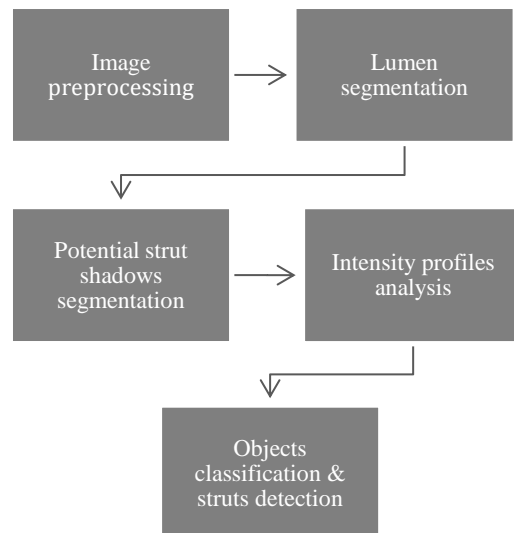 Image
preprocessing
Lumen
segmentation
Potential strut
shadows
segmentation
Intensity profiles
analysis
Objects
classification &
struts detection